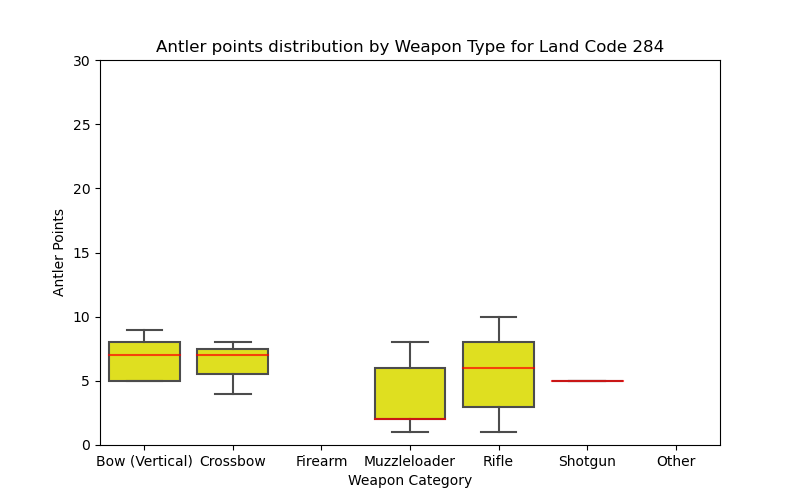 Antler points distribution by Weapon Type for Land Code 284
30
25
20
15
10
5
0
Antler Points
Bow (Vertical) Crossbow Firearm Muzzleloader Rifle Shotgun Other
Weapon Category